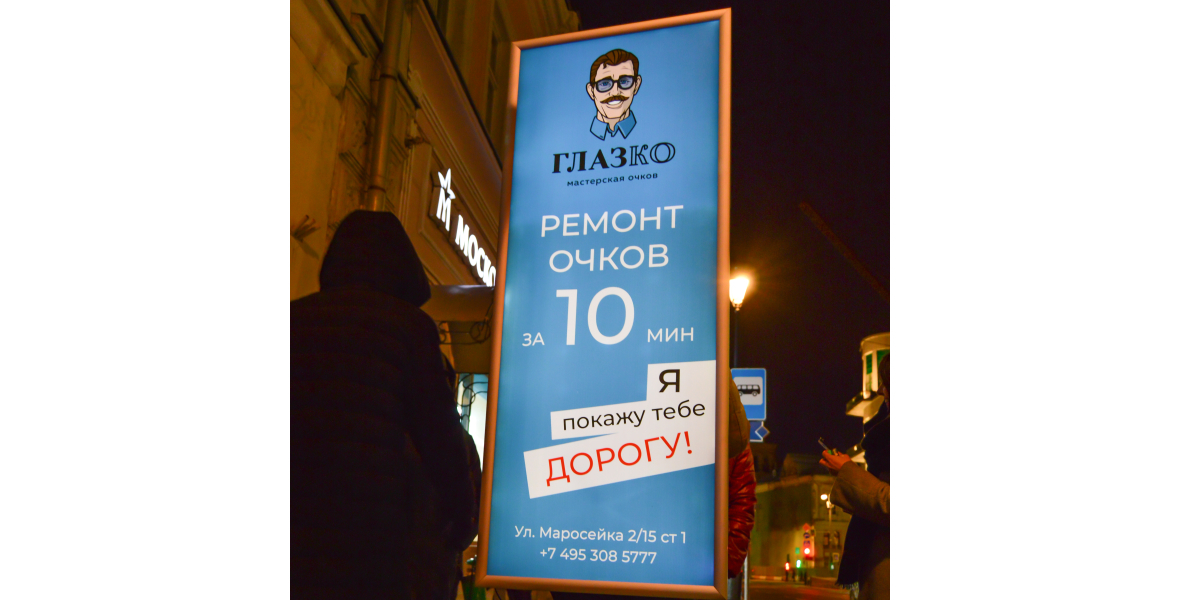 ГЛАЗКО
мастерская очков
РЕМОНТ
ОЧКОВ
ЗА 10 МИН
Я
покажу тебе
ДОРОГУ!
Ул. Маросейка 2/15 ст 1
+7 495 308 5777
М